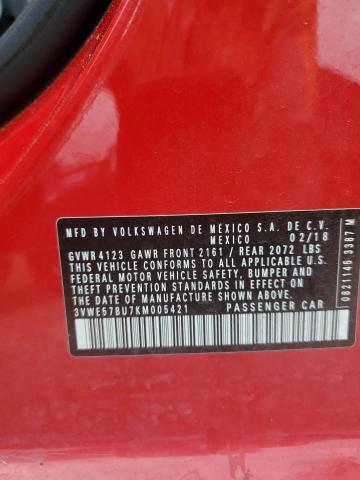 MFD BY VOLKSWAGEN DE MÉXICO S.A. DE C.V.
MEXICO 02/18
GVWR 4123 GAWR FRONT 2161 / REAR 2072 LBS
THIS VEHICLE CONFORMS TO ALL APPLICABLE U.S.
FEDERAL MOTOR VEHICLE SAFETY, BUMPER AND
THEFT PREVENTION STANDARDS IN EFFECT ON THE
DATE OF MANUFACTURE SHOWN ABOVE.
3VWE57BU7KM005421 PASSENGER CAR
08211145 3387 M